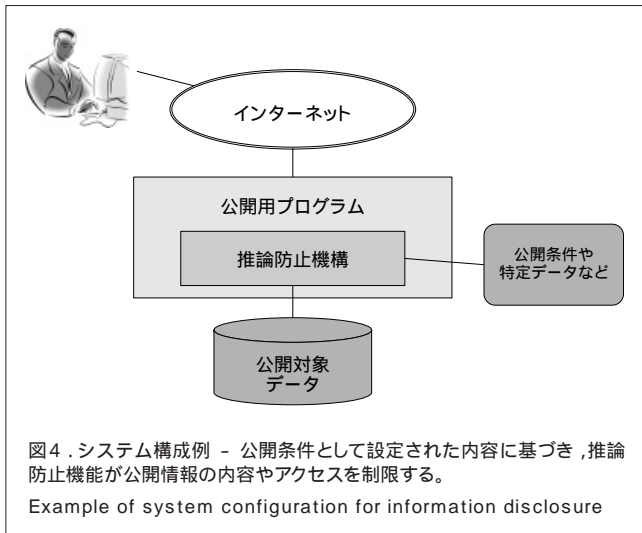 インターネット
公開用プログラム
推論防止機構
公開条件や
特定データなど
公開対象
データ
図4．システム構成例 － 公開条件として設定された内容に基づき，推論
防止機能が公開情報の内容やアクセスを制限する。
Example of system configuration for information disclosure